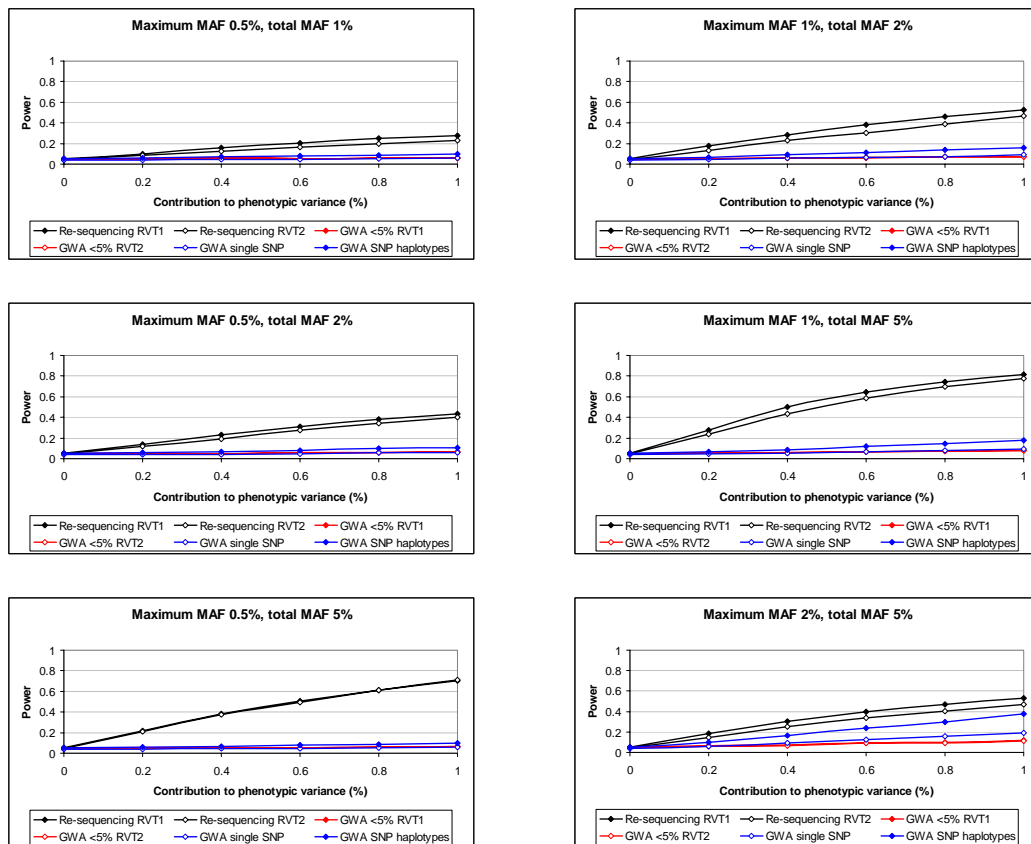 Maximum MAF 0.5%, total MAF 1%
1
0.8
0.6
0.4
0.2
0
Power
0 0.2 0.4 0.6 0.8 1
Contribution to phenotypic variance (%)
Re-sequencing RVT1 Re-sequencing RVT2 GWA <5% RVT1
GWA <5% RVT2 GWA single SNP GWA SNP haplotypes
Maximum MAF 1%, total MAF 2%
1
0.8
0.6
0.4
0.2
0
Power
0 0.2 0.4 0.6 0.8 1
Contribution to phenotypic variance (%)
Re-sequencing RVT1 Re-sequencing RVT2 GWA <5% RVT1
GWA <5% RVT2 GWA single SNP GWA SNP haplotypes
Maximum MAF 0.5%, total MAF 2%
1
0.8
0.6
0.4
0.2
0
Power
0 0.2 0.4 0.6 0.8 1
Contribution to phenotypic variance (%)
Re-sequencing RVT1 Re-sequencing RVT2 GWA <5% RVT1
GWA <5% RVT2 GWA single SNP GWA SNP haplotypes
Maximum MAF 1%, total MAF 5%
1
0.8
0.6
0.4
0.2
0
Power
0 0.2 0.4 0.6 0.8 1
Contribution to phenotypic variance (%)
Re-sequencing RVT1 Re-sequencing RVT2 GWA <5% RVT1
GWA <5% RVT2 GWA single SNP GWA SNP haplotypes
Maximum MAF 0.5%, total MAF 5%
1
0.8
0.6
0.4
0.2
0
Power
0 0.2 0.4 0.6 0.8 1
Contribution to phenotypic variance (%)
Re-sequencing RVT1 Re-sequencing RVT2 GWA <5% RVT1
GWA <5% RVT2 GWA single SNP GWA SNP haplotypes
Maximum MAF 2%, total MAF 5%
1
0.8
0.6
0.4
0.2
0
Power
0 0.2 0.4 0.6 0.8 1
Contribution to phenotypic variance (%)
Re-sequencing RVT1 Re-sequencing RVT2 GWA <5% RVT1
GWA <5% RVT2 GWA single SNP GWA SNP haplotypes